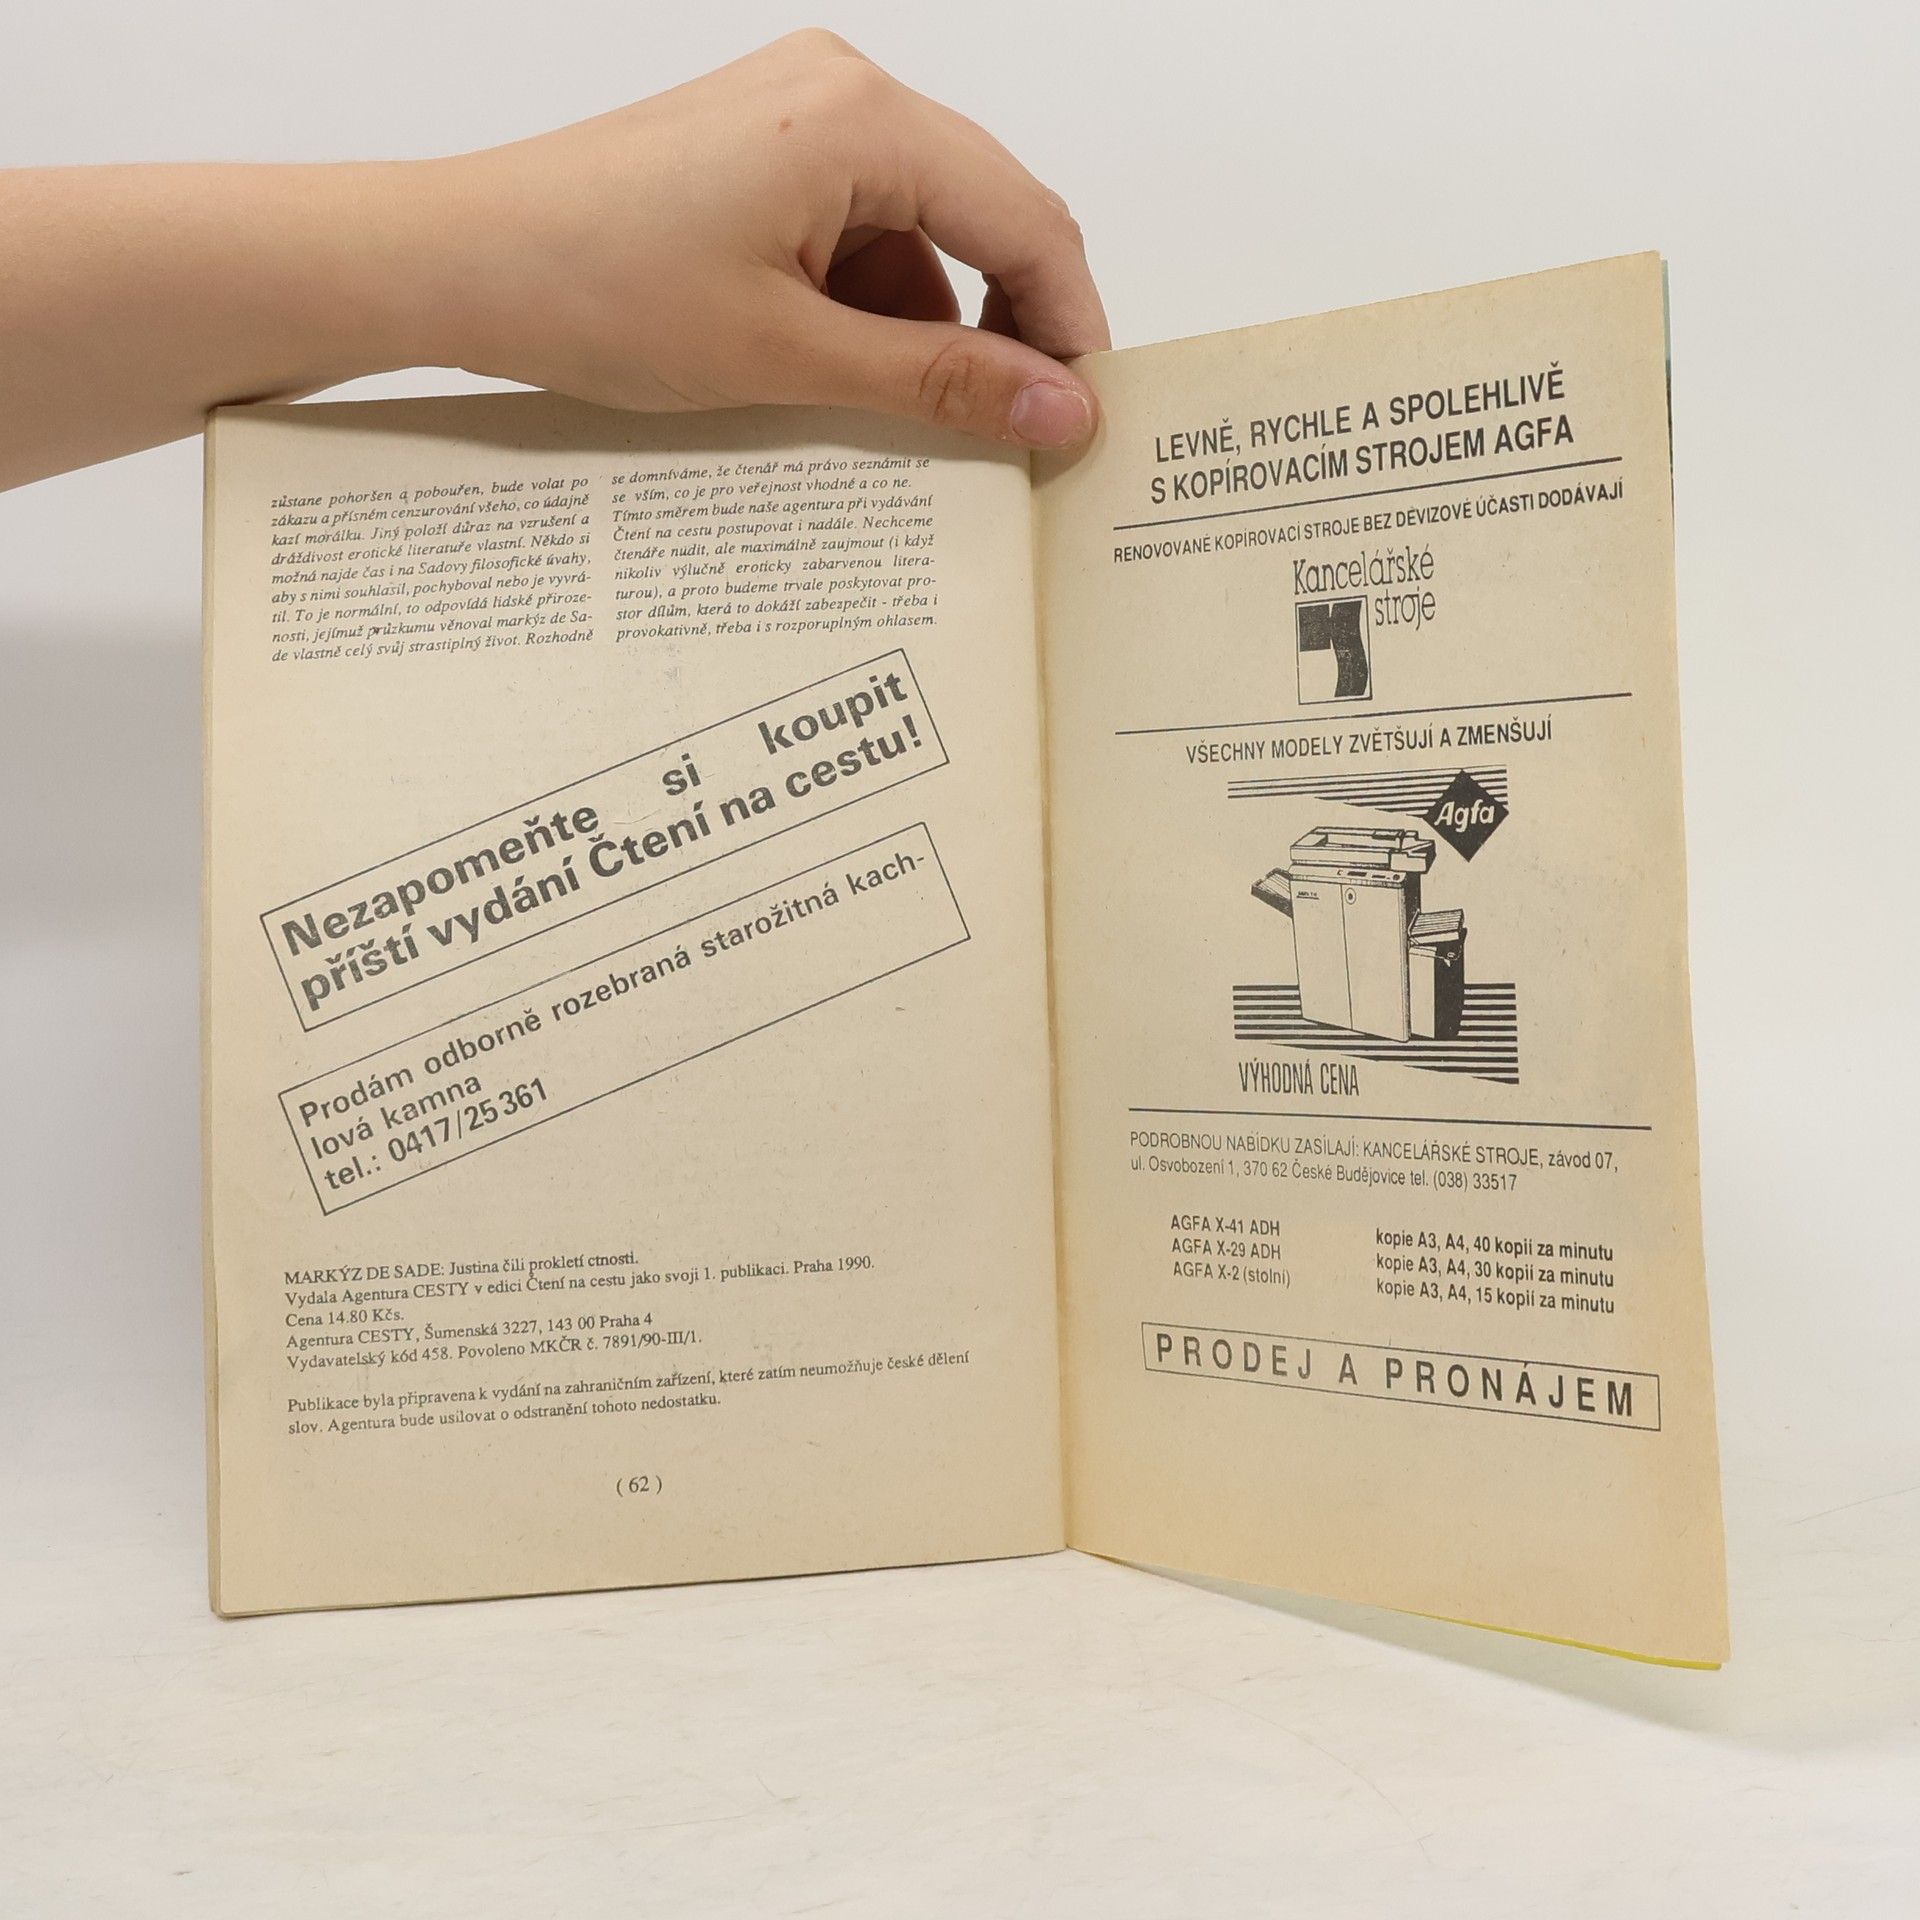 zůstane pohoršen a pobouřen, bude volat po
zákazu a přísném cenzurování všeho, co údajně
kazí morálku. Jiný položí důraz na vzrušení a
dráždivost erotické literatuře vlastní. Někdo si
možná najde čas i na Sadovy filosofické úvahy,
aby s nimi souhlasil, pochyboval nebo je vyvrá-
til. To je normální, to odpovídá lidské přiroze-
nosti, jejímuž průzkumu věnoval markýz de Sa-
de vlastně celý svůj strastiplný život. Rozhodně
se domníváme, že čtenář má právo seznámit se
se vším, co je pro veřejnost vhodné a co ne.
Tímto směrem bude naše agentura při vydávání
Čtení na cestu postupovat i nadále. Nechceme
čtenáře nudit, ale maximálně zaujmout (i když
nikoliv výlučně eroticky zabarvenou litera-
turou), a proto budeme trvale poskytovat pro-
stor dílům, která to dokáží zabezpečit - třeba i
provokativně, třeba i s rozporuplným ohlasem.
Nezapomeňte si koupit
příští vydání Čtení na cestu!
Prodám odborně rozebraná starožitná kach-
lová kamna
tel.: 0417/25 361
MARKÝZ DE SADE: Justina čili prokletí ctnosti.
Vydala Agentura CESTY v edici Čtení na cestu jako svoji 1. publikaci. Praha 1990.
Cena 14.80 Kčs.
Agentura CESTY, Šumenská 3227, 143 00 Praha 4
Vydavatelský kód 458. Povoleno MKČR č. 7891/90-III/1.
Publikace byla připravena k vydání na zahraničním zařízení, které zatím neumožňuje české dělení
slov. Agentura bude usilovat o odstranění tohoto nedostatku.
( 62 )
LEVNĚ, RYCHLE A SPOLEHLIVĚ
S KOPÍROVACÍM STROJEM AGFA
RENOVOVANÉ KOPÍROVACÍ STROJE BEZ DEVIZOVÉ ÚČASTI DODÁVAJÍ
Kancelářské
stroje
VŠECHNY MODELY ZVĚTŠUJÍ A ZMENŠUJÍ
Agfa
VÝHODNÁ CENA
PODROBNOU NABÍDKU ZASÍLAJÍ: KANCELÁŘSKÉ STROJE, závod 07,
ul. Osvobození 1, 370 62 České Budějovice tel. (038) 33517
AGFA X-41 ADH kopie A3, A4, 40 kopií za minutu
AGFA X-29 ADH kopie A3, A4, 30 kopií za minutu
AGFA X-2 (stolní) kopie A3, A4, 15 kopií za minutu
PRODEJ A PRONÁJEM